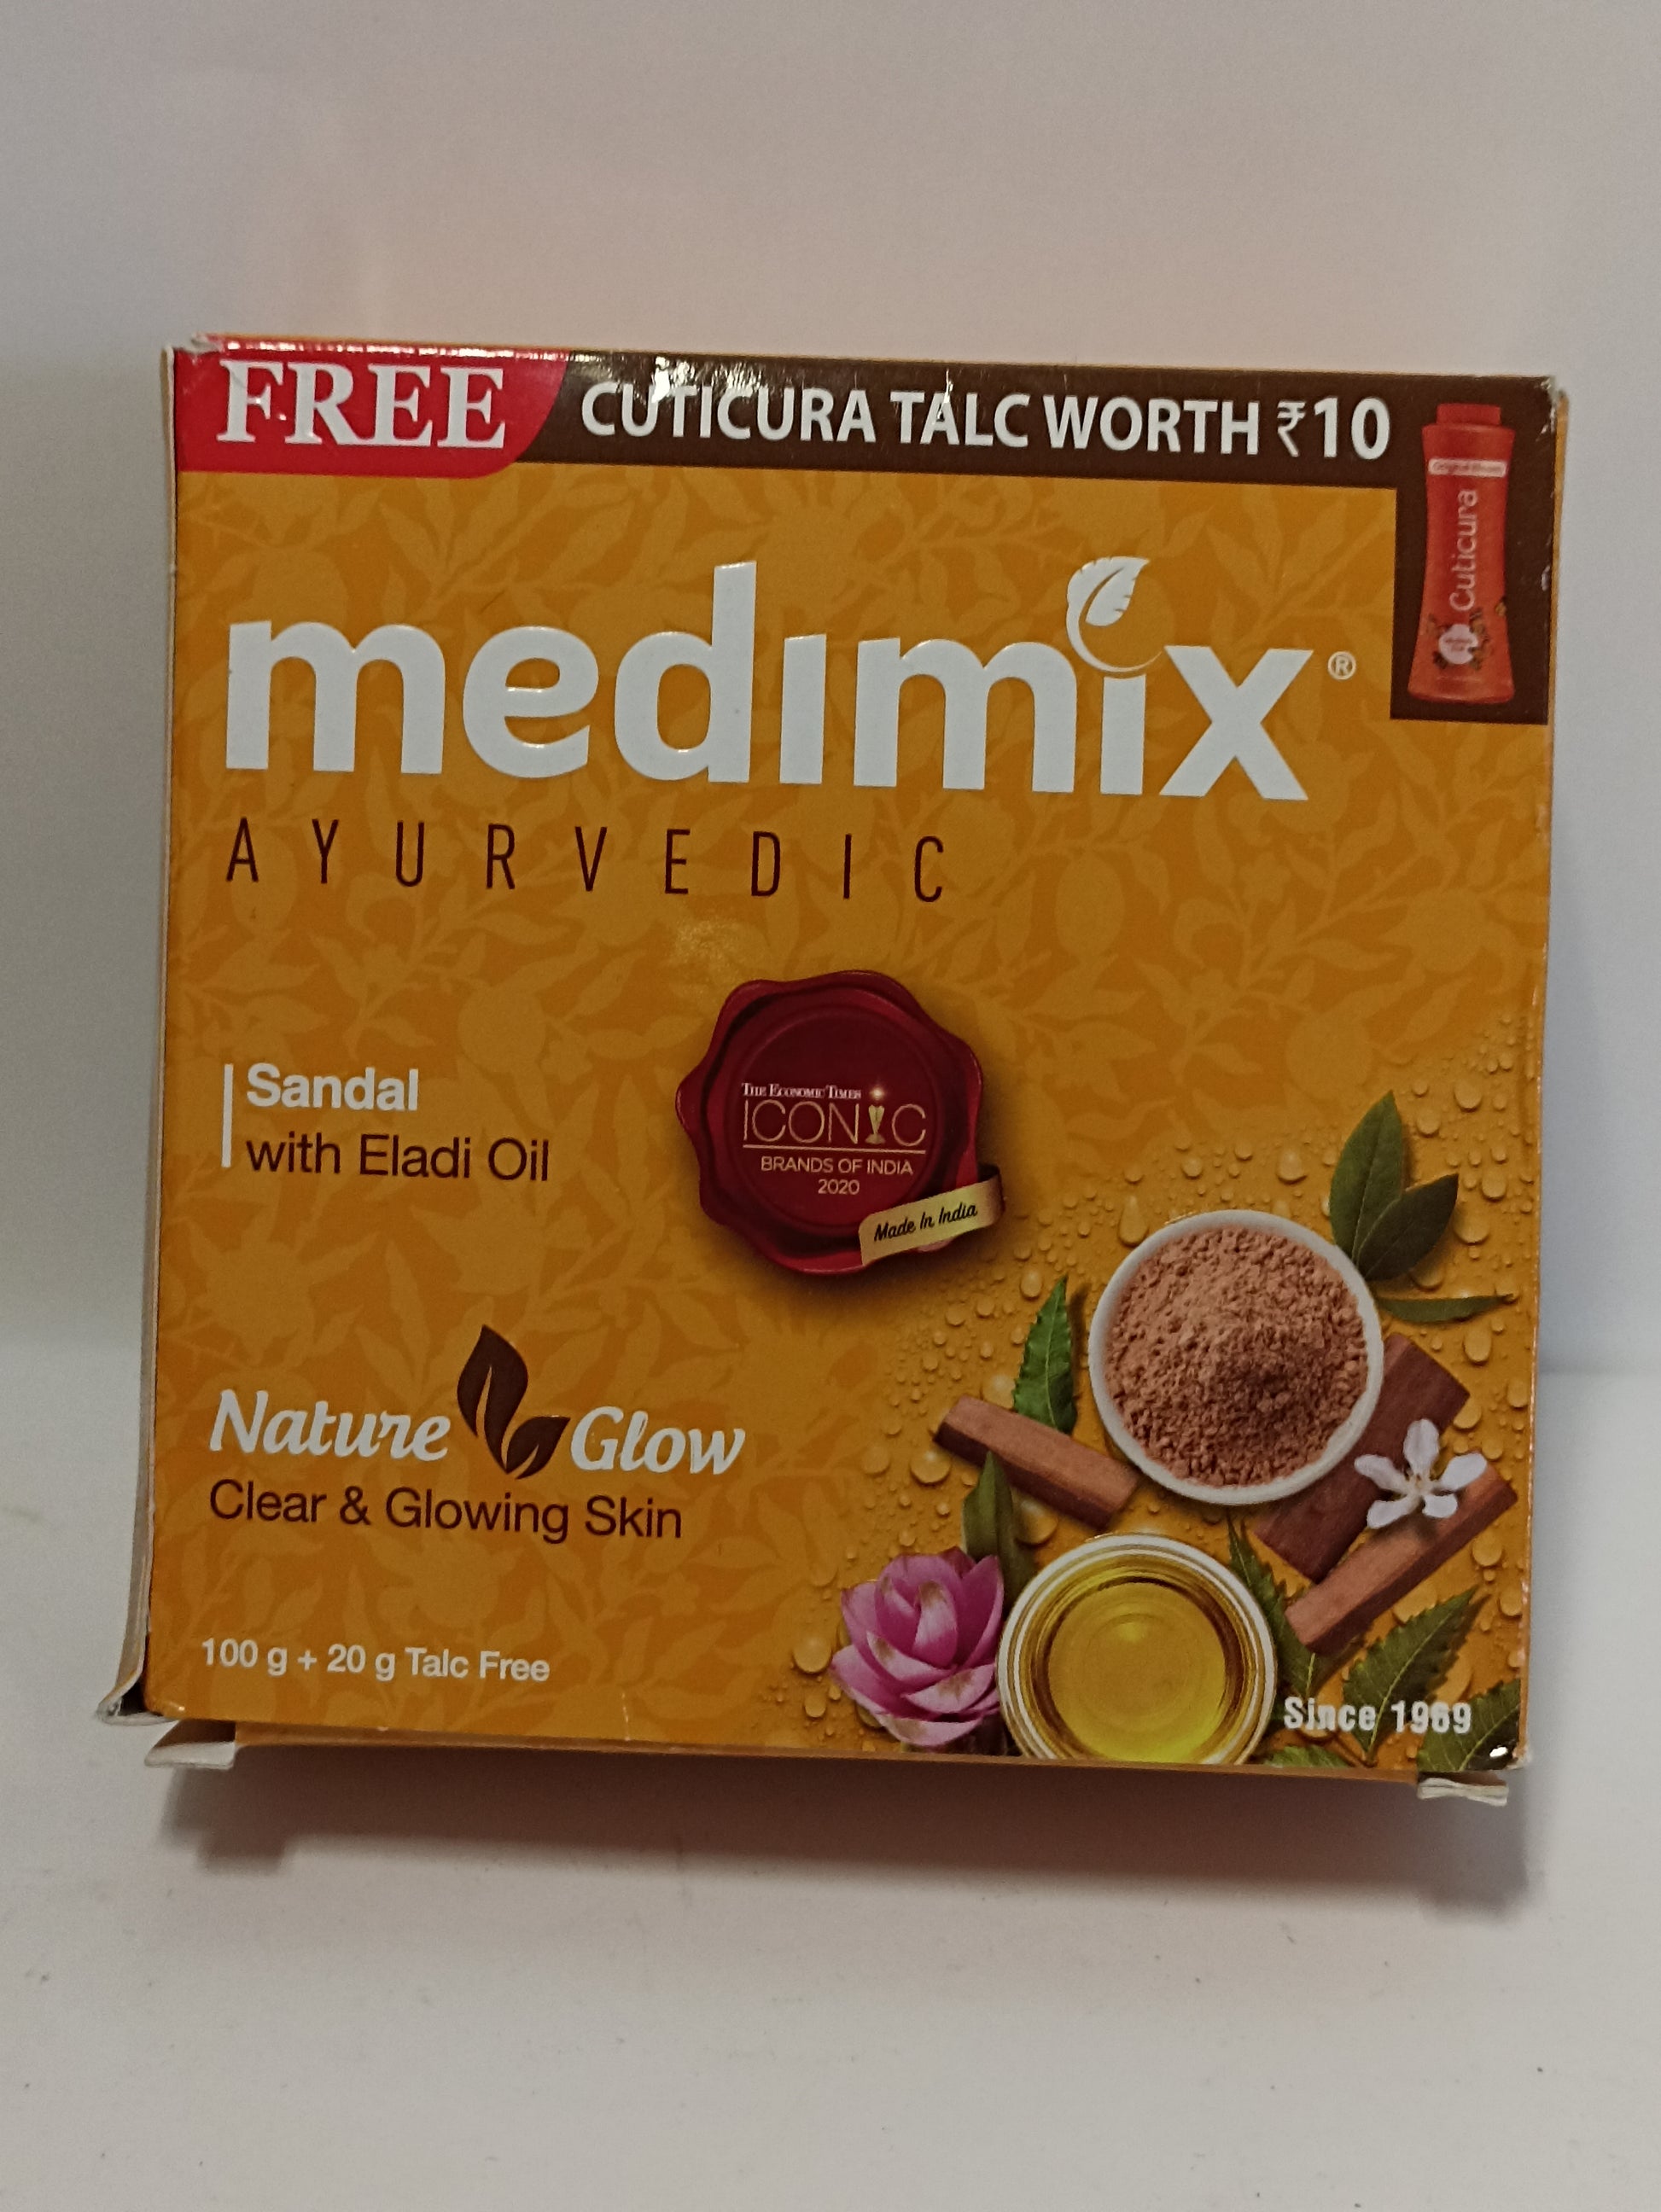 FREE CUTICURA TALC WORTH ₹10
Cuticura
medimix®
AYURVEDIC
Sandal
with Eladi Oil
THE ECONOMIC TIMES
ICONIC
BRANDS OF INDIA
2020
Made In India
Nature Glow
Clear & Glowing Skin
100 g + 20 g Talc Free
Since 1969